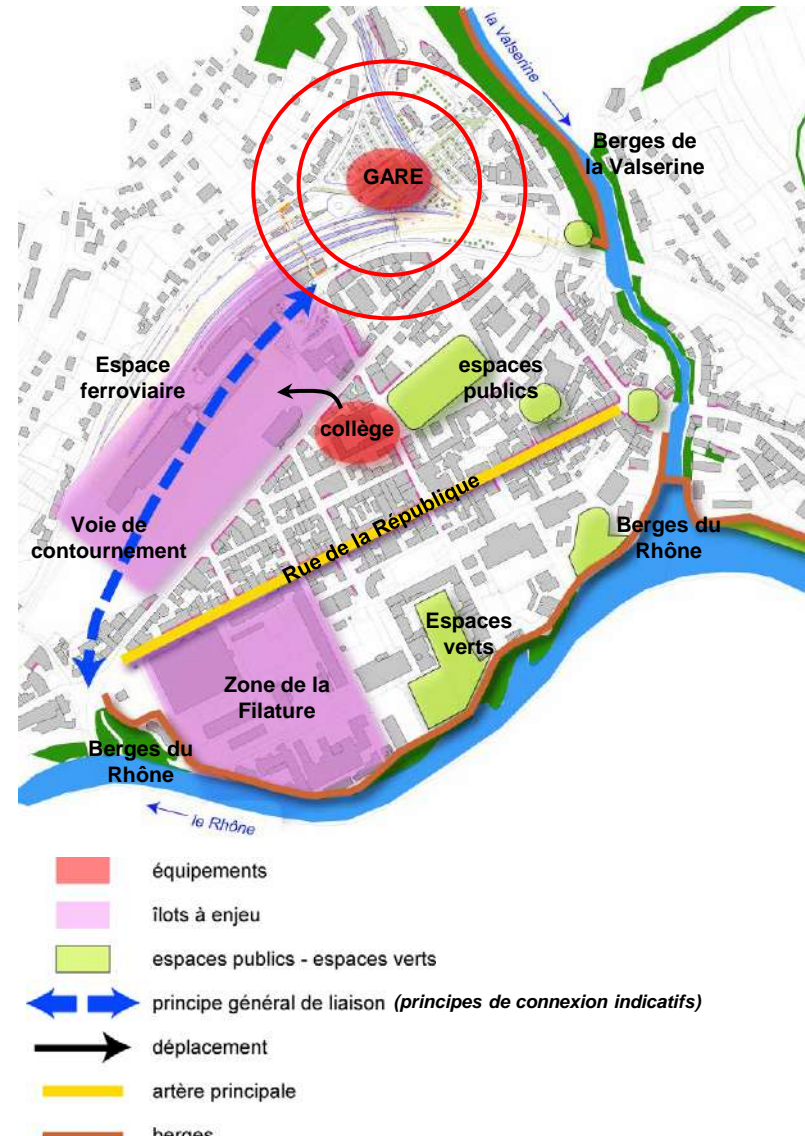 la Valserine
Berges de
la Valserine
GARE
Espace
ferroviaire
espaces
publics
collège
Voie de
contournement
Rue de la République
Berges du
Rhône
Espaces
verts
Zone de la
Filature
Berges du
Rhône
le Rhône
équipements
îlots à enjeu
espaces publics - espaces verts
principe général de liaison (principes de connexion indicatifs)
déplacement
artère principale
berges